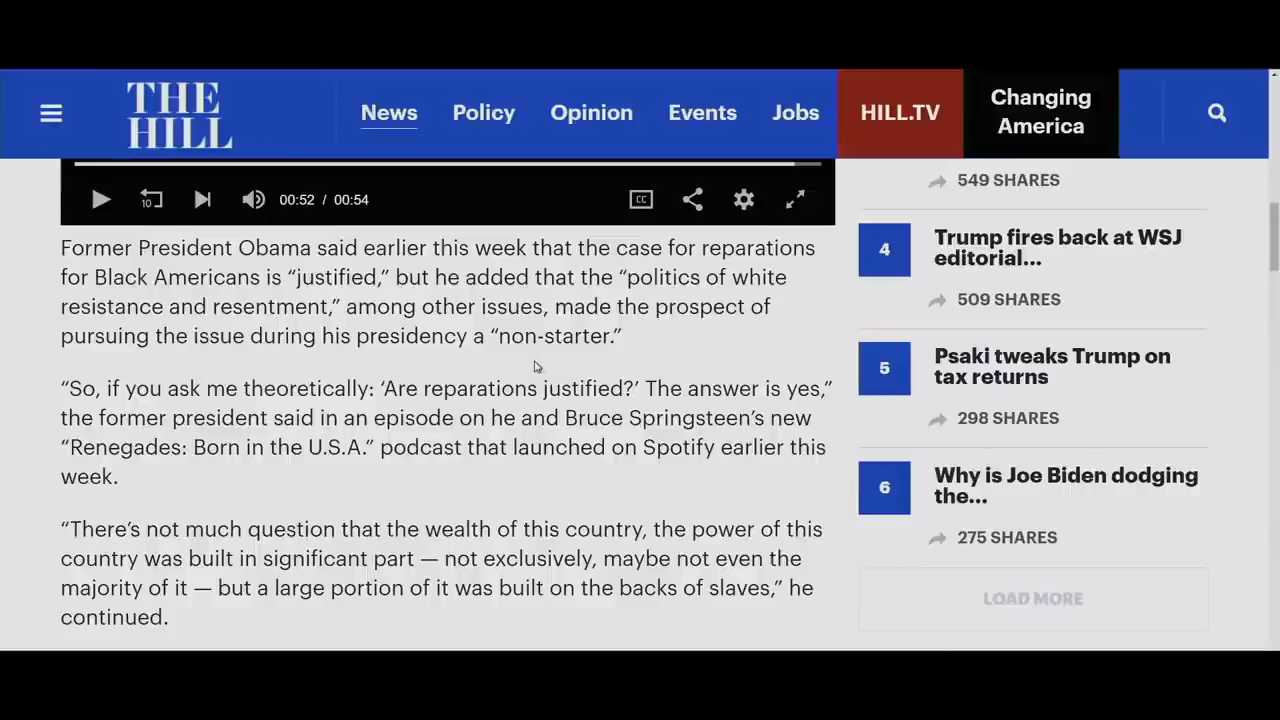 THE
HILL
News
Policy
Opinion
Events
Jobs
HILL.TV
Changing
America
10
00:52 / 00:54
CC
Former President Obama said earlier this week that the case for reparations
for Black Americans is “justified,” but he added that the “politics of white
resistance and resentment,” among other issues, made the prospect of
pursuing the issue during his presidency a “non-starter.”
“So, if you ask me theoretically: ‘Are reparations justified?’ The answer is yes,”
the former president said in an episode on he and Bruce Springsteen’s new
“Renegades: Born in the U.S.A.” podcast that launched on Spotify earlier this
week.
“There’s not much question that the wealth of this country, the power of this
country was built in significant part — not exclusively, maybe not even the
majority of it — but a large portion of it was built on the backs of slaves,” he
continued.
549 SHARES
4
Trump fires back at WSJ
editorial...
509 SHARES
5
Psaki tweaks Trump on
tax returns
298 SHARES
6
Why is Joe Biden dodging
the...
275 SHARES
LOAD MORE